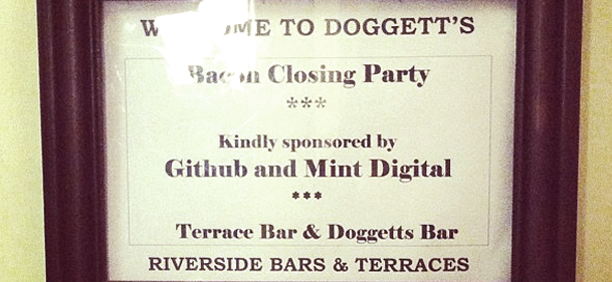 WELCOME TO DOGGETT'S
Bacon Closing Party
***
Kindly sponsored by
Github and Mint Digital
***
Terrace Bar & Doggetts Bar
RIVERSIDE BARS & TERRACES